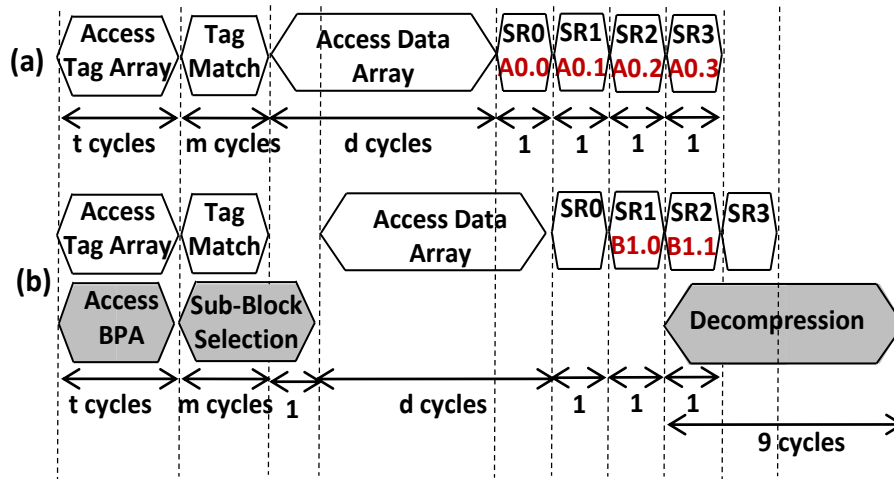 (a)
Access
Tag Array
Tag
Match
Access Data
Array
SR0
A0.0
SR1
A0.1
SR2
A0.2
SR3
A0.3
t cycles
m cycles
d cycles
1
1
1
1
(b)
Access
Tag Array
Tag
Match
Access Data
Array
SR0
SR1
B1.0
SR2
B1.1
SR3
Access
BPA
Sub-Block
Selection
Decompression
t cycles
m cycles
1
d cycles
1
1
1
9 cycles